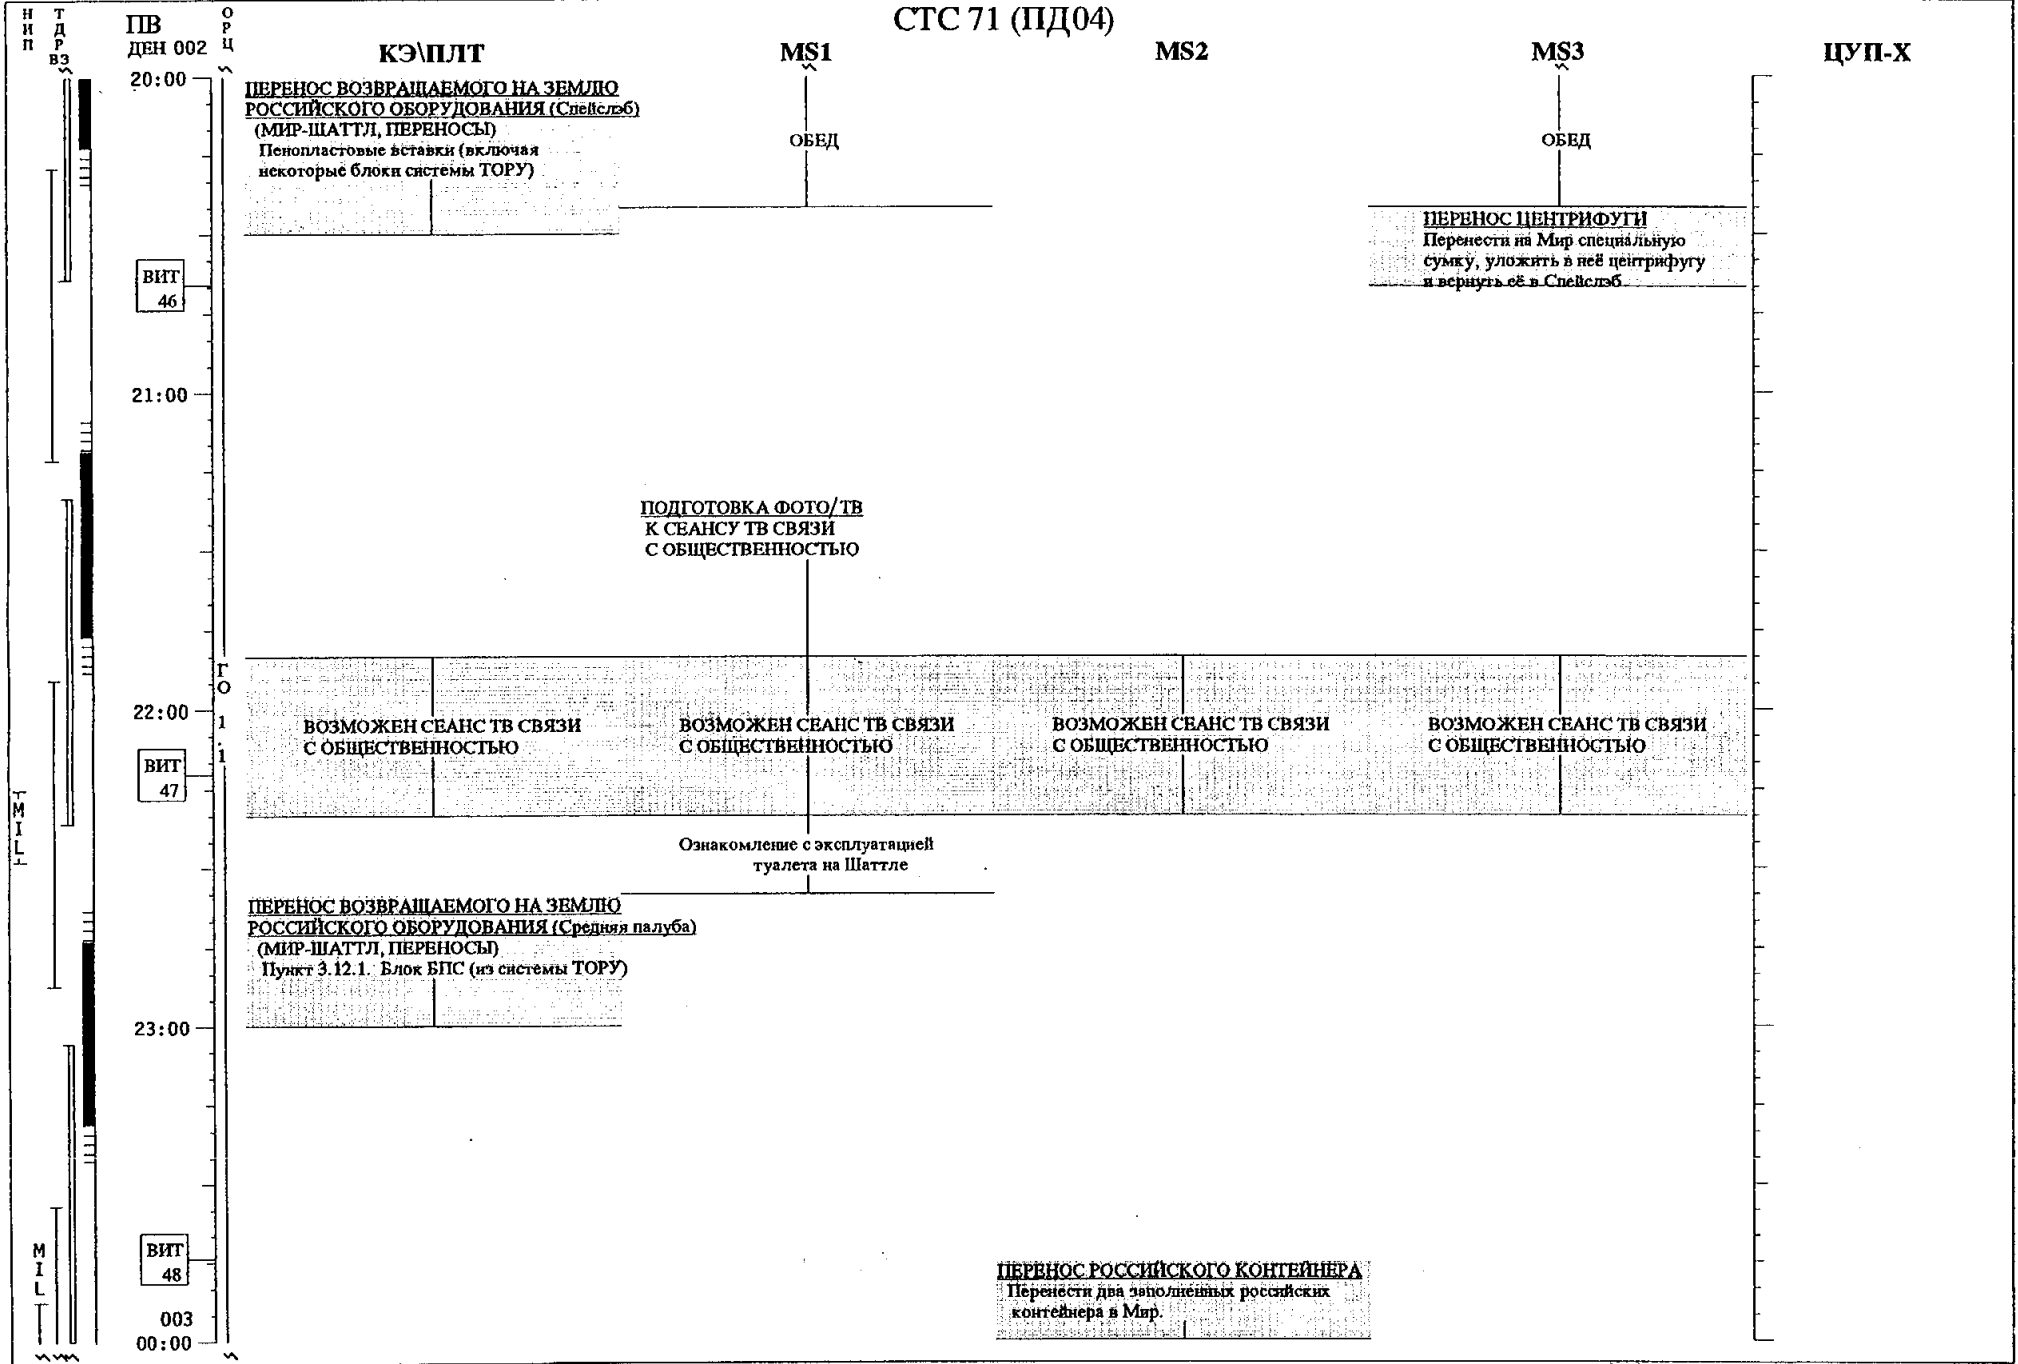 СТС 71 (ПД04)
НИП
ТДР
ВЗ
ПВ
ДЕН 002
ОРЦ
КЭ\ПЛТ
MS1
MS2
MS3
ЦУП-Х
20:00
ПЕРЕНОС ВОЗВРАЩАЕМОГО НА ЗЕМЛЮ
РОССИЙСКОГО ОБОРУДОВАНИЯ (Спейслэб)
(МИР-ШАТТЛ, ПЕРЕНОСЫ)
Пенопластовые вставки (включая
некоторые блоки системы ТОРУ)
ОБЕД
ОБЕД
ПЕРЕНОС ЦЕНТРИФУГИ
Перенести на Мир специальную
сумку, уложить в неё центрифугу
и вернуть её в Спейслэб
ВИТ
46
21:00
ПОДГОТОВКА ФОТО/ТВ
К СЕАНСУ ТВ СВЯЗИ
С ОБЩЕСТВЕННОСТЬЮ
ГО 1.1
22:00
ВОЗМОЖЕН СЕАНС ТВ СВЯЗИ
С ОБЩЕСТВЕННОСТЬЮ
ВОЗМОЖЕН СЕАНС ТВ СВЯЗИ
С ОБЩЕСТВЕННОСТЬЮ
ВОЗМОЖЕН СЕАНС ТВ СВЯЗИ
С ОБЩЕСТВЕННОСТЬЮ
ВОЗМОЖЕН СЕАНС ТВ СВЯЗИ
С ОБЩЕСТВЕННОСТЬЮ
ВИТ
47
MIL
Ознакомление с эксплуатацией
туалета на Шаттле
ПЕРЕНОС ВОЗВРАЩАЕМОГО НА ЗЕМЛЮ
РОССИЙСКОГО ОБОРУДОВАНИЯ (Средняя палуба)
(МИР-ШАТТЛ, ПЕРЕНОСЫ)
Пункт 3.12.1. Блок БПС (из системы ТОРУ)
23:00
MIL
ВИТ
48
ПЕРЕНОС РОССИЙСКОГО КОНТЕЙНЕРА
Перенести два заполненных российских
контейнера в Мир.
003
00:00